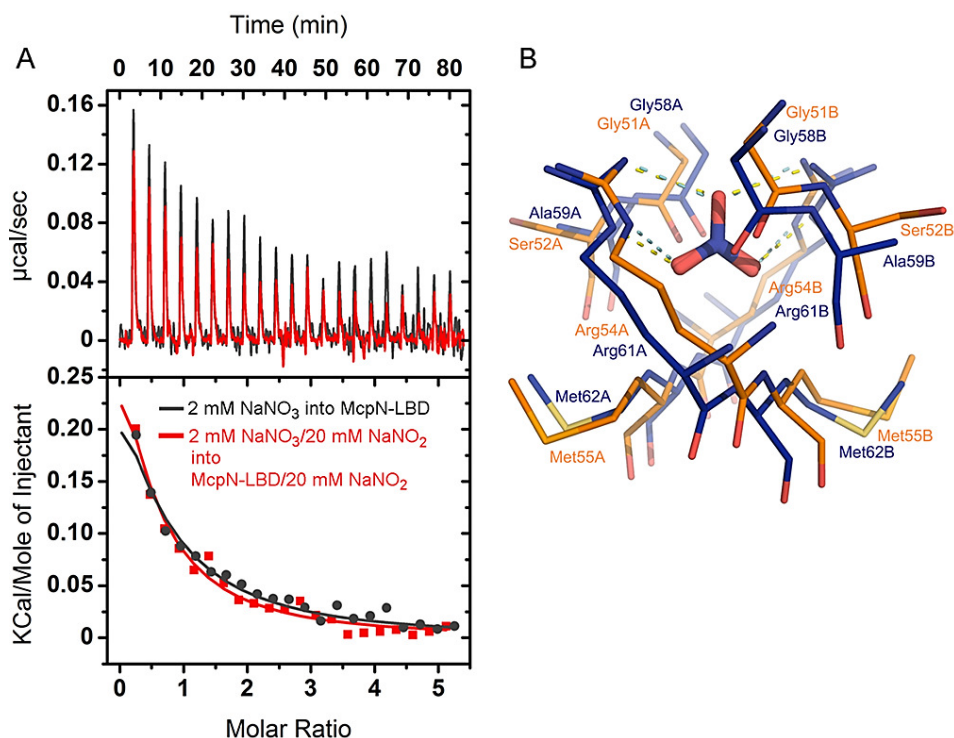 A
Time (min)
0 10 20 30 40 50 60 70 80
0.16
0.12
0.08
0.04
0
μcal/sec
0.25
0.20
0.15
0.10
0.05
0
KCal/Mole of Injectant
2 mM NaNO₃ into McpN-LBD
2 mM NaNO₃/20 mM NaNO₂
into
McpN-LBD/20 mM NaNO₂
0 1 2 3 4 5
Molar Ratio
B
Gly58A
Gly51A
Gly51B
Gly58B
Ala59A
Ser52A
Ser52B
Ala59B
Arg54B
Arg61B
Arg54A
Arg61A
Met62A
Met55A
Met55B
Met62B